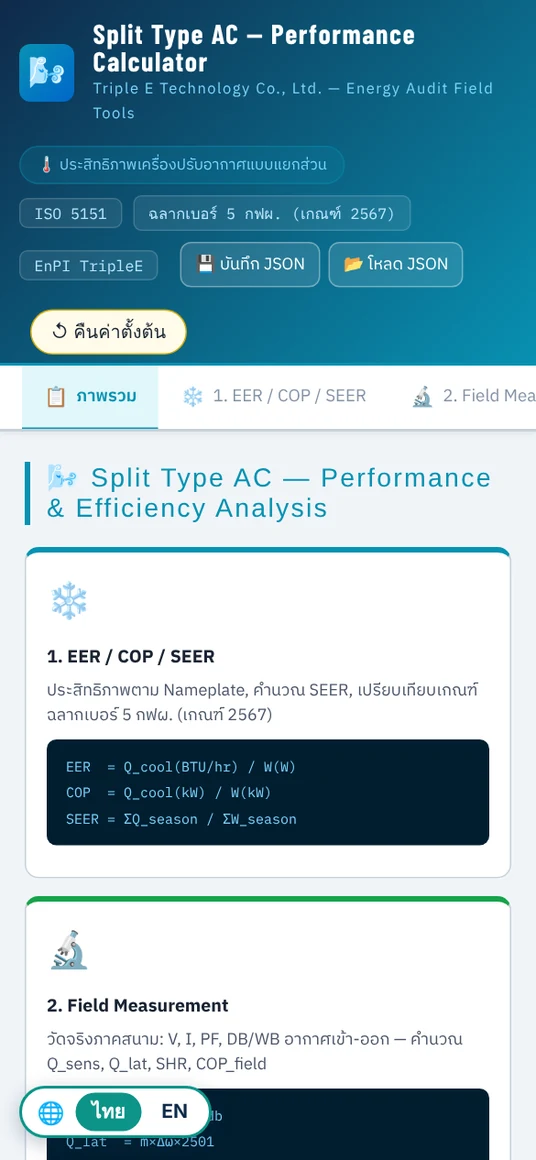 Split Type AC — Performance
Calculator
Triple E Technology Co., Ltd. — Energy Audit Field
Tools
ประสิทธิภาพเครื่องปรับอากาศแบบแยกส่วน
ISO 5151
ฉลากเบอร์ 5 กฟผ. (เกณฑ์ 2567)
EnPI TripleE
บันทึก JSON
โหลด JSON
↺ คืนค่าตั้งต้น
ภาพรวม
1. EER / COP / SEER
2. Field Mea
Split Type AC — Performance
& Efficiency Analysis
1. EER / COP / SEER
ประสิทธิภาพตาม Nameplate, คำนวณ SEER, เปรียบเทียบเกณฑ์
ฉลากเบอร์ 5 กฟผ. (เกณฑ์ 2567)
EER = Q_cool(BTU/hr) / W(W)
COP = Q_cool(kW) / W(kW)
SEER = ΣQ_season / ΣW_season
2. Field Measurement
วัดจริงภาคสนาม: V, I, PF, DB/WB อากาศเข้า-ออก — คำนวณ
Q_sens, Q_lat, SHR, COP_field
db
ไทย
EN
Q_lat = m×Δω×2501